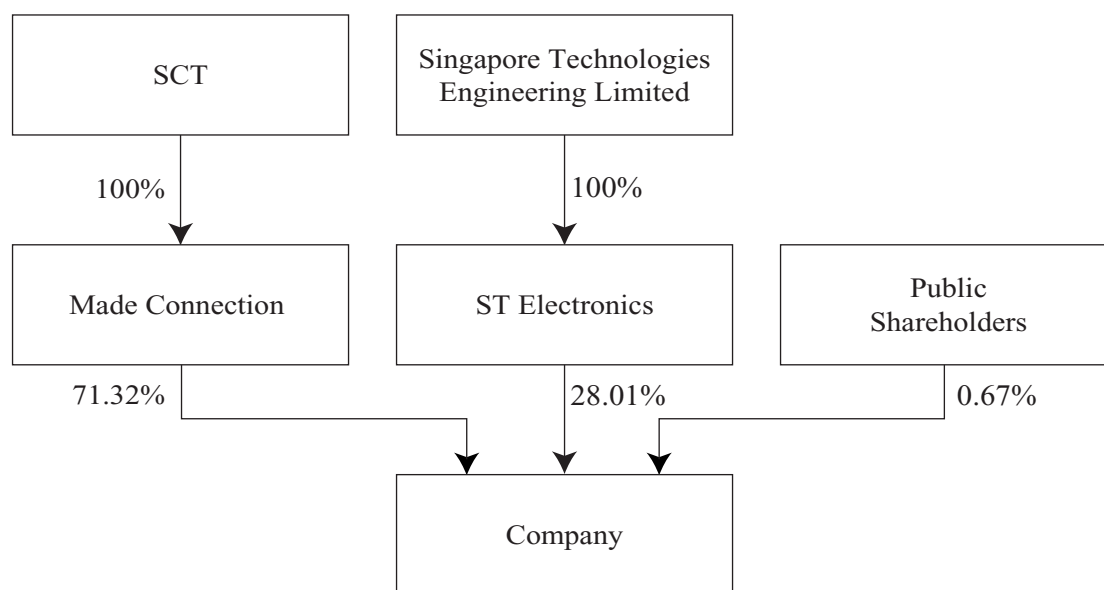 SCT
Singapore Technologies
Engineering Limited
100%
100%
Made Connection
ST Electronics
Public
Shareholders
71.32%
28.01%
0.67%
Company